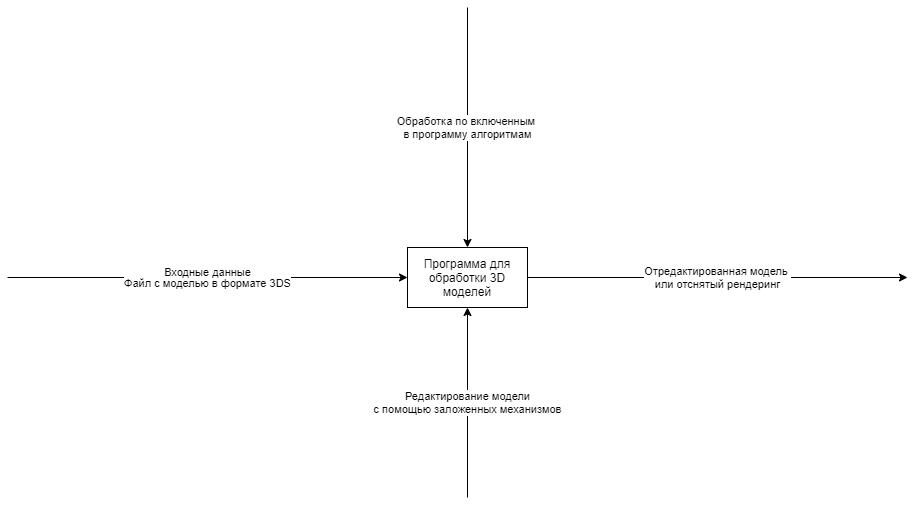 Обработка по включенным
в программу алгоритмам
Входные данные
Файл с моделью в формате 3DS
Программа для
обработки 3D
моделей
Отредактированная модель
или отснятый рендеринг
Редактирование модели
с помощью заложенных механизмов